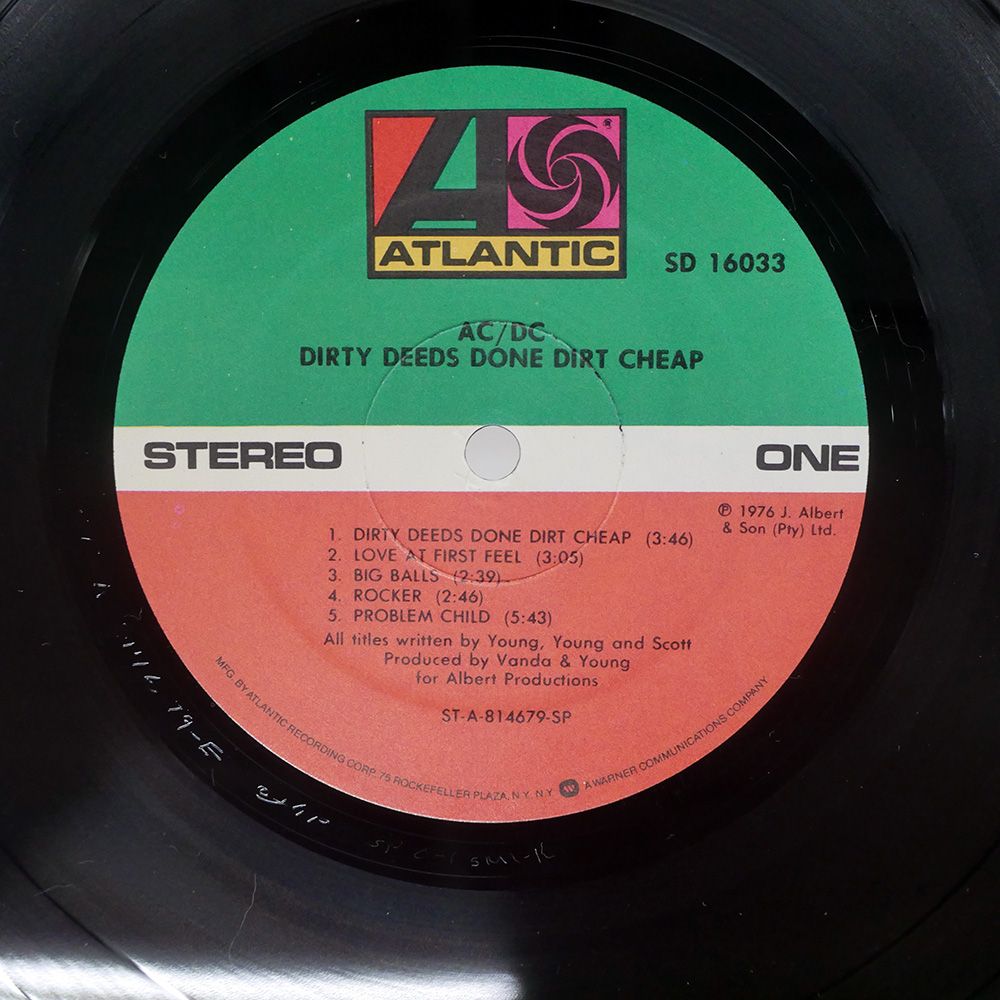 ATLANTIC
SD 16033
AC/DC
DIRTY DEEDS DONE DIRT CHEAP
STEREO
ONE
℗ 1976 J. Albert
& Son (Pty) Ltd.
1. DIRTY DEEDS DONE DIRT CHEAP (3:46)
2. LOVE AT FIRST FEEL (3:05)
3. BIG BALLS (2:39)
4. ROCKER (2:46)
5. PROBLEM CHILD (5:43)
All titles written by Young, Young and Scott
Produced by Vanda & Young
for Albert Productions
ST-A-814679-SP
MFG. BY ATLANTIC RECORDING CORP. 75 ROCKEFELLER PLAZA, N.Y. N.Y. A WARNER COMMUNICATIONS COMPANY